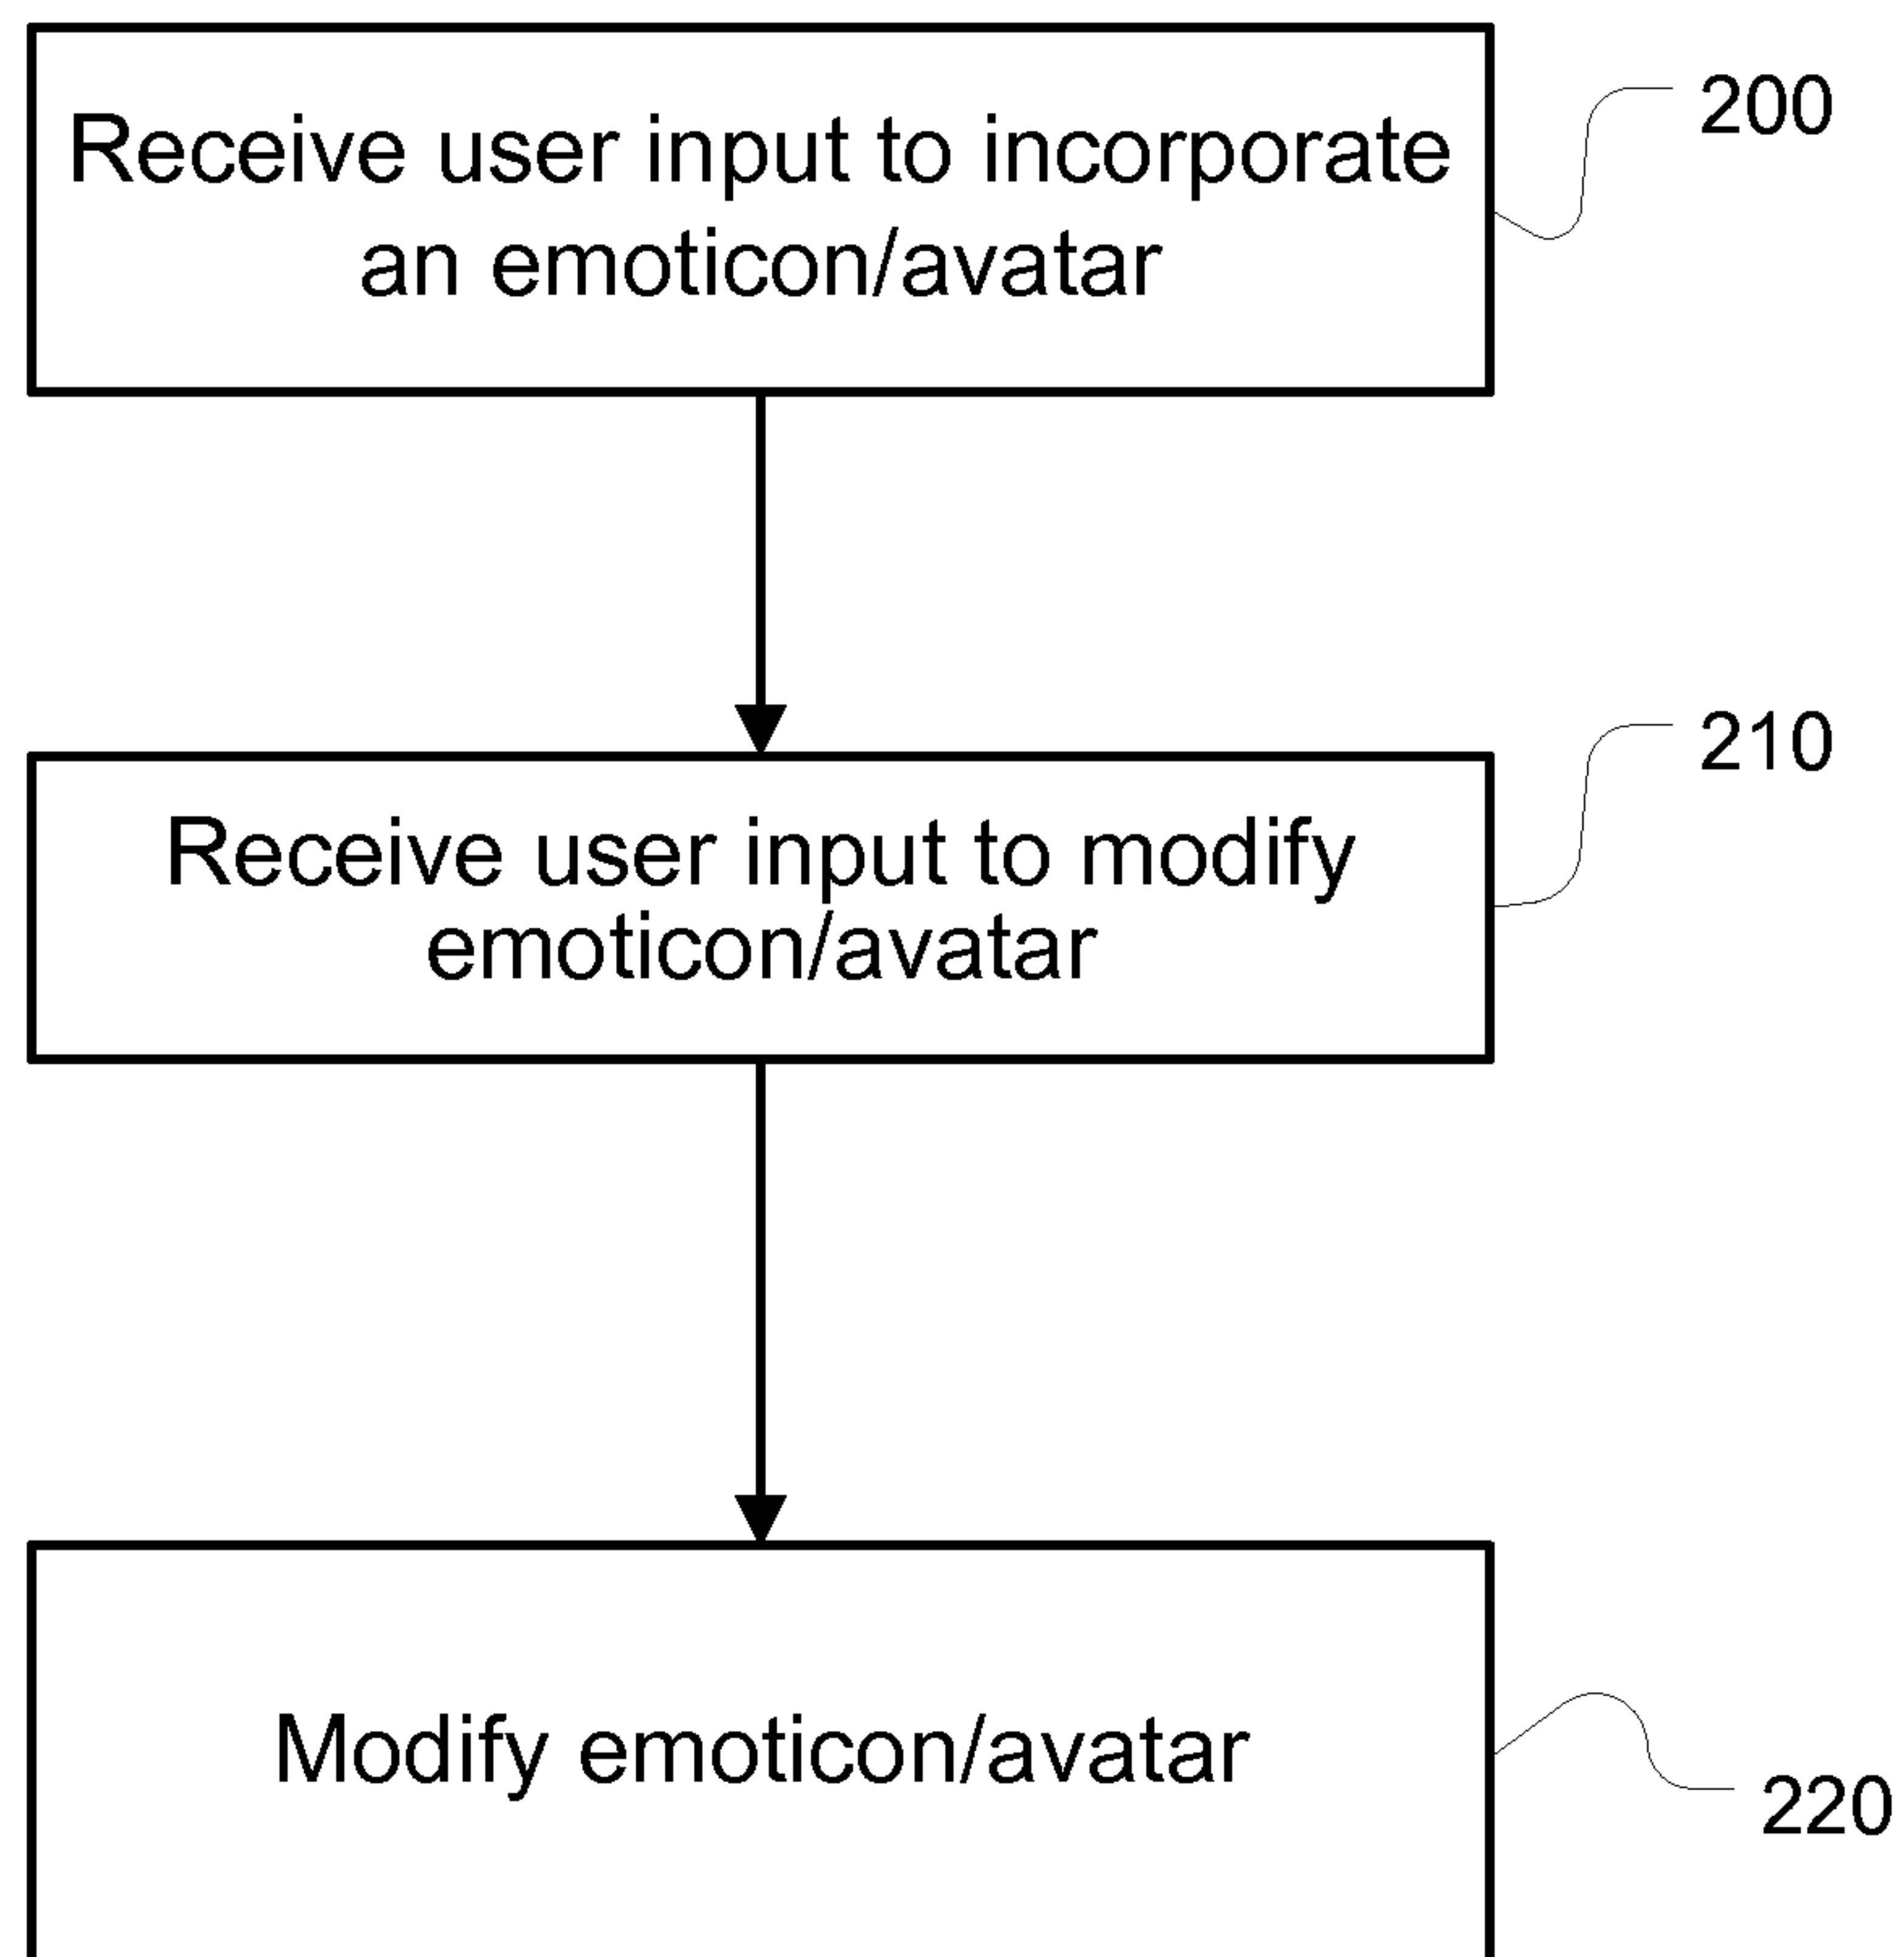 Receive user input to incorporate
an emoticon/avatar
200
Receive user input to modify
emoticon/avatar
210
Modify emoticon/avatar
220